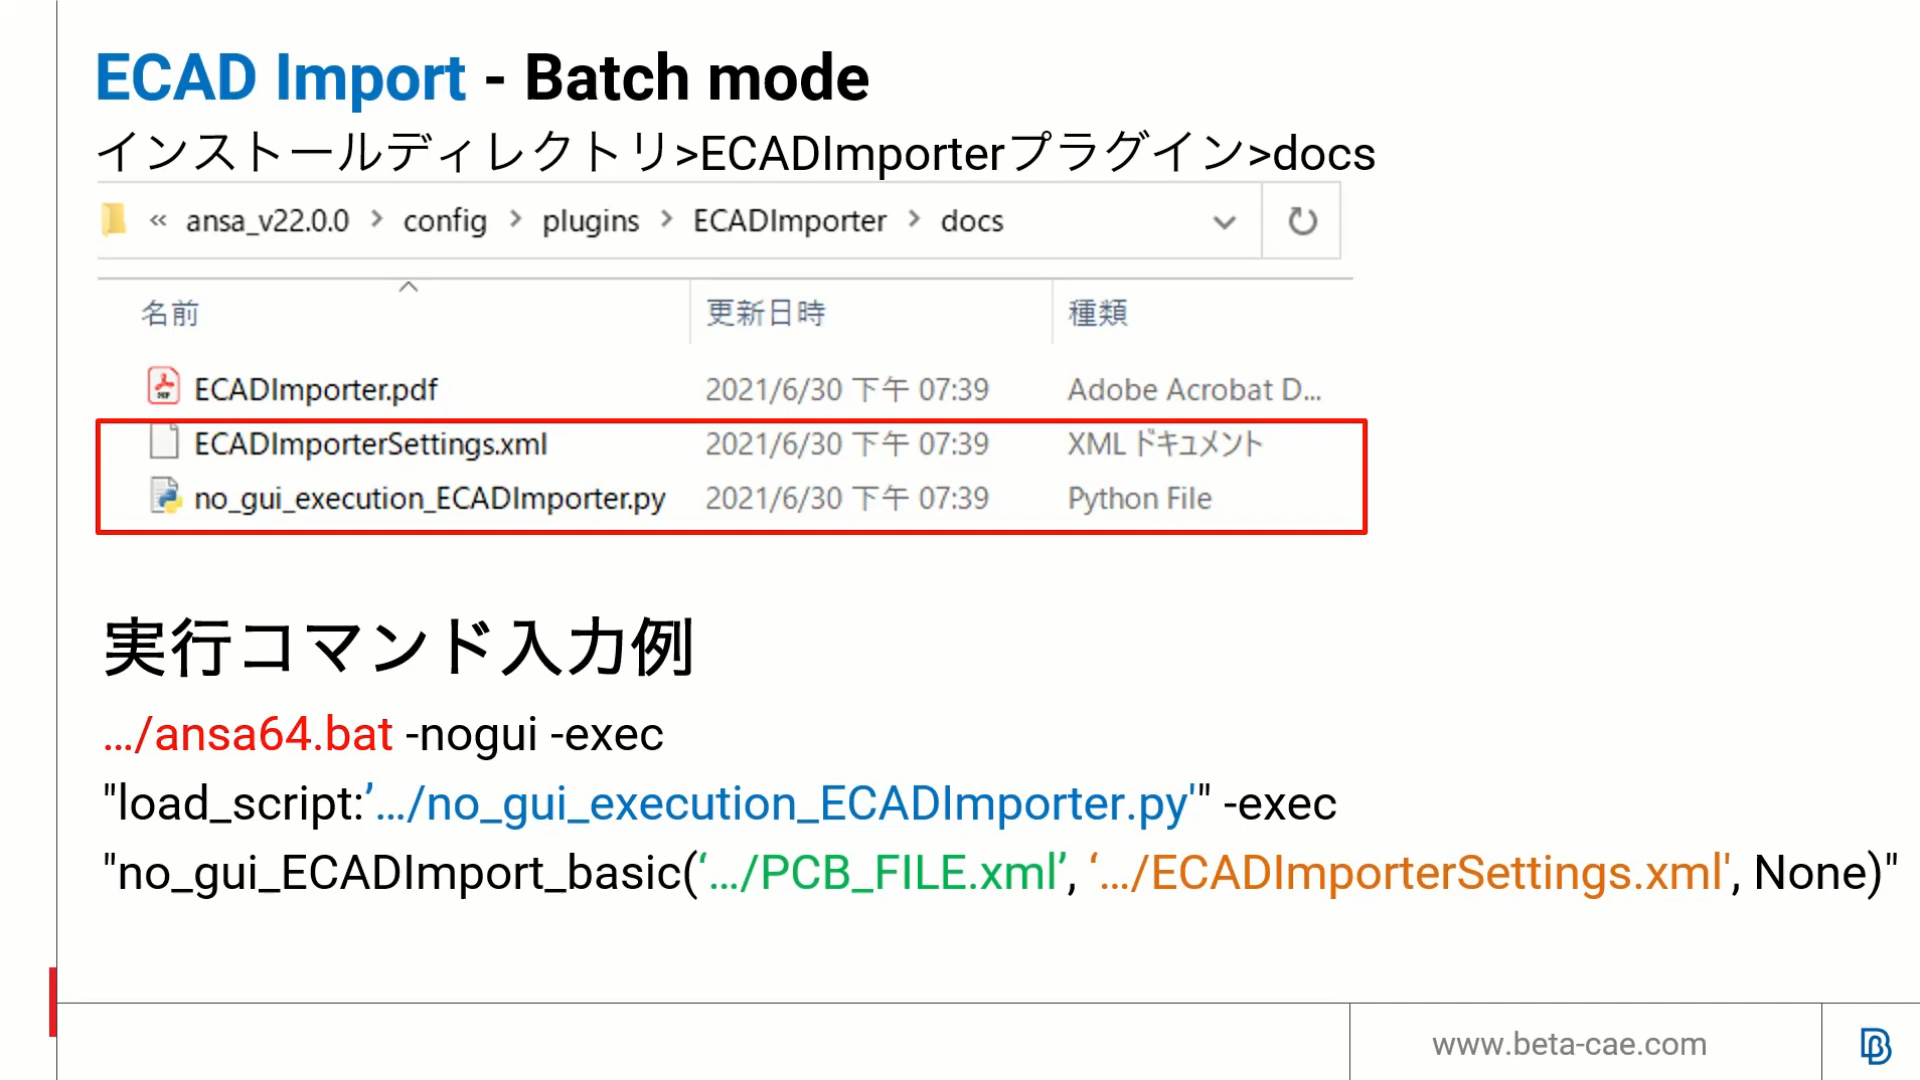 ECAD Import - Batch mode
インストールディレクトリ>ECADImporterプラグイン>docs
« ansa_v22.0.0 > config > plugins > ECADImporter > docs
名前 更新日時 種類
ECADImporter.pdf 2021/6/30 下午 07:39 Adobe Acrobat D...
ECADImporterSettings.xml 2021/6/30 下午 07:39 XML ドキュメント
no_gui_execution_ECADImporter.py 2021/6/30 下午 07:39 Python File
実行コマンド入力例
.../ansa64.bat -nogui -exec
"load_script:’.../no_gui_execution_ECADImporter.py'" -exec
"no_gui_ECADImport_basic(‘.../PCB_FILE.xml’, ‘.../ECADImporterSettings.xml', None)"
www.beta-cae.com